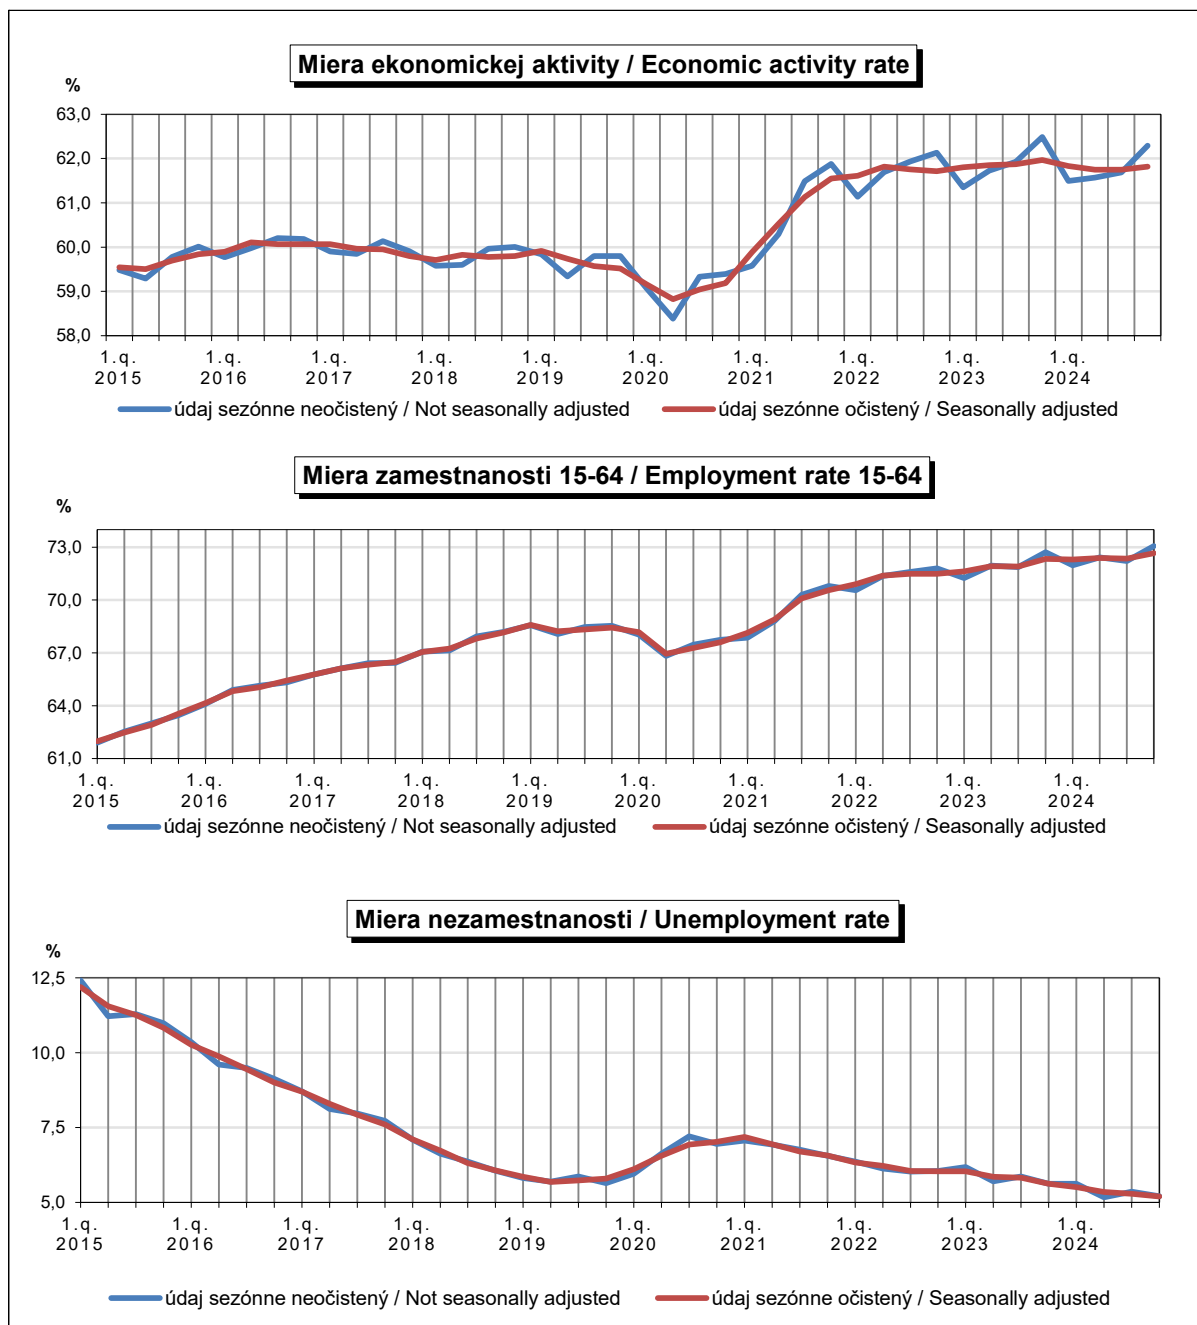 Miera ekonomickej aktivity / Economic activity rate
%
63,0
62,0
61,0
60,0
59,0
58,0
1.q. 1.q. 1.q. 1.q. 1.q. 1.q. 1.q. 1.q. 1.q. 1.q.
2015 2016 2017 2018 2019 2020 2021 2022 2023 2024
údaj sezónne neočistený / Not seasonally adjusted údaj sezónne očistený / Seasonally adjusted
Miera zamestnanosti 15-64 / Employment rate 15-64
%
73,0
70,0
67,0
64,0
61,0
1.q. 1.q. 1.q. 1.q. 1.q. 1.q. 1.q. 1.q. 1.q. 1.q.
2015 2016 2017 2018 2019 2020 2021 2022 2023 2024
údaj sezónne neočistený / Not seasonally adjusted údaj sezónne očistený / Seasonally adjusted
Miera nezamestnanosti / Unemployment rate
%
12,5
10,0
7,5
5,0
1.q. 1.q. 1.q. 1.q. 1.q. 1.q. 1.q. 1.q. 1.q. 1.q.
2015 2016 2017 2018 2019 2020 2021 2022 2023 2024
údaj sezónne neočistený / Not seasonally adjusted údaj sezónne očistený / Seasonally adjusted